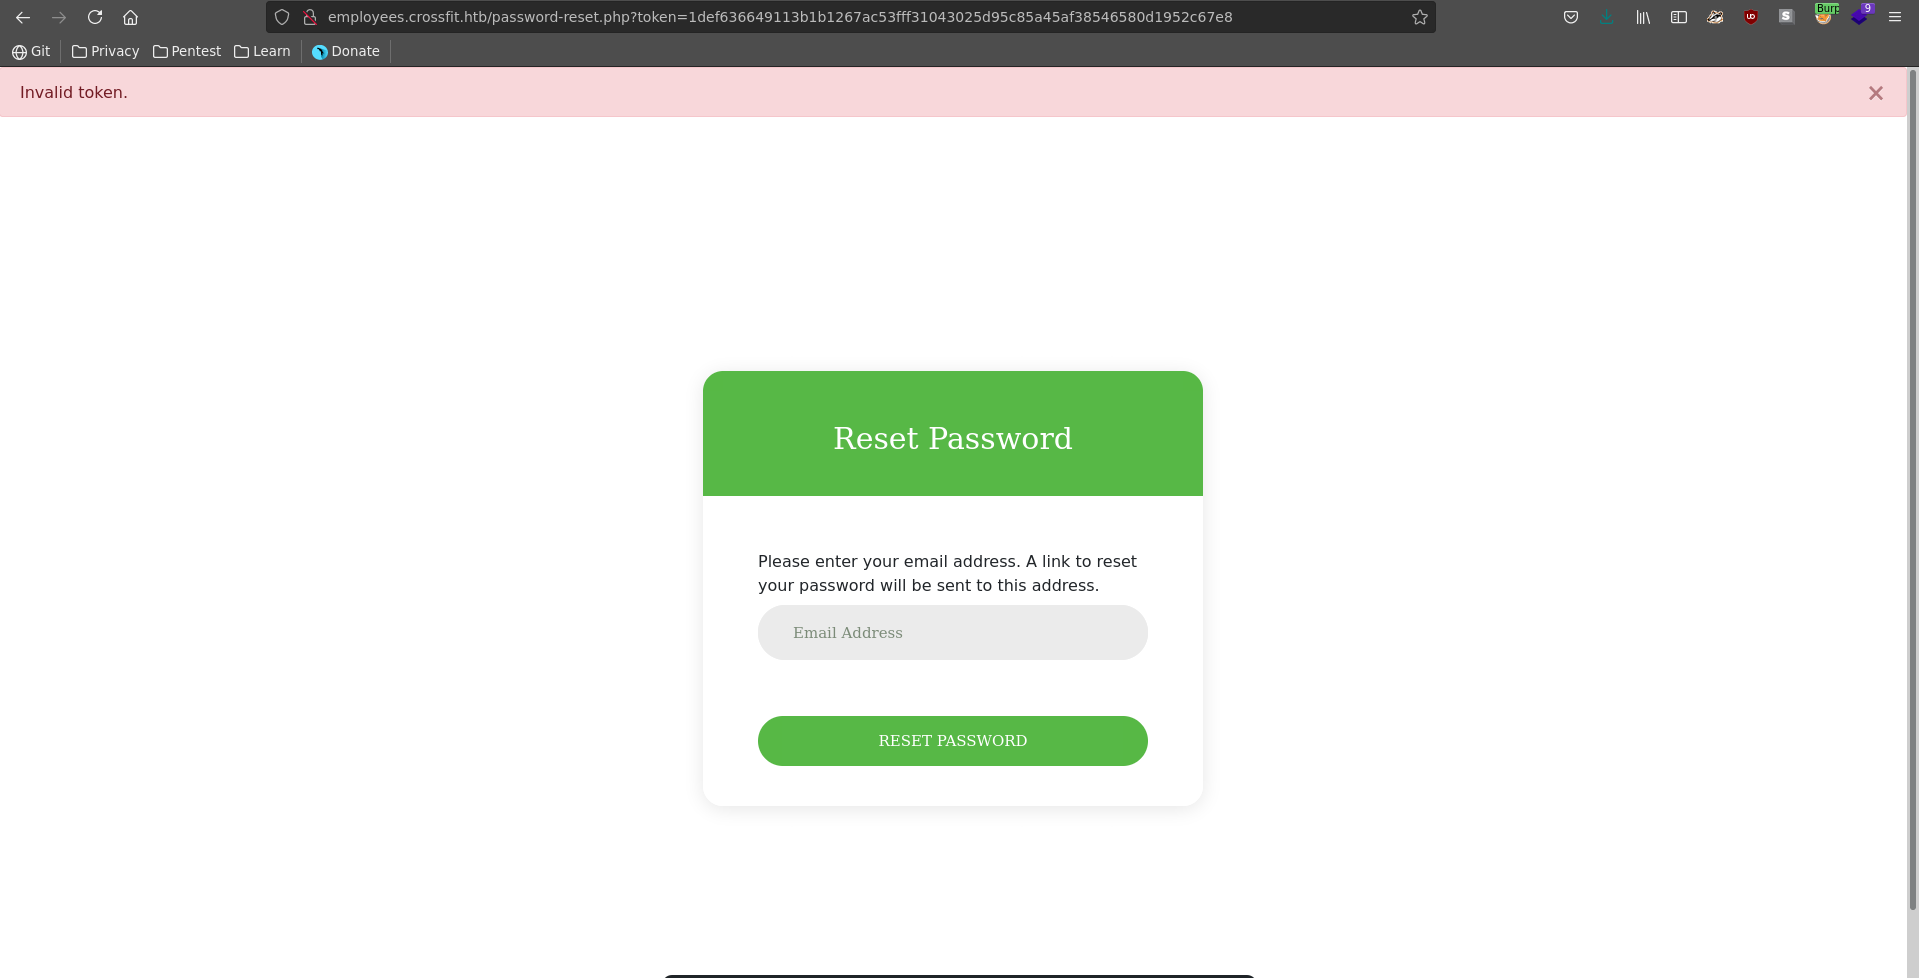 employees.crossfit.htb/password-reset.php?token=1def636649113b1b1267ac53fff31043025d95c85a45af38546580d1952c67e8
Burp
9
Git Privacy Pentest Learn Donate
Invalid token.
Reset Password
Please enter your email address. A link to reset
your password will be sent to this address.
Email Address
RESET PASSWORD